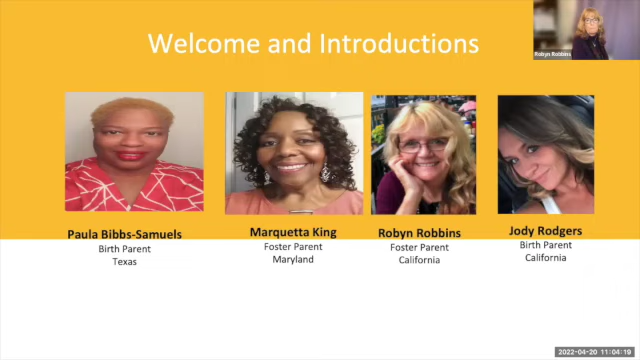 Welcome and Introductions
Robyn Robbins
Paula Bibbs-Samuels
Birth Parent
Texas
Marquetta King
Foster Parent
Maryland
Robyn Robbins
Foster Parent
California
Jody Rodgers
Birth Parent
California
2022-04-20 11:04:19